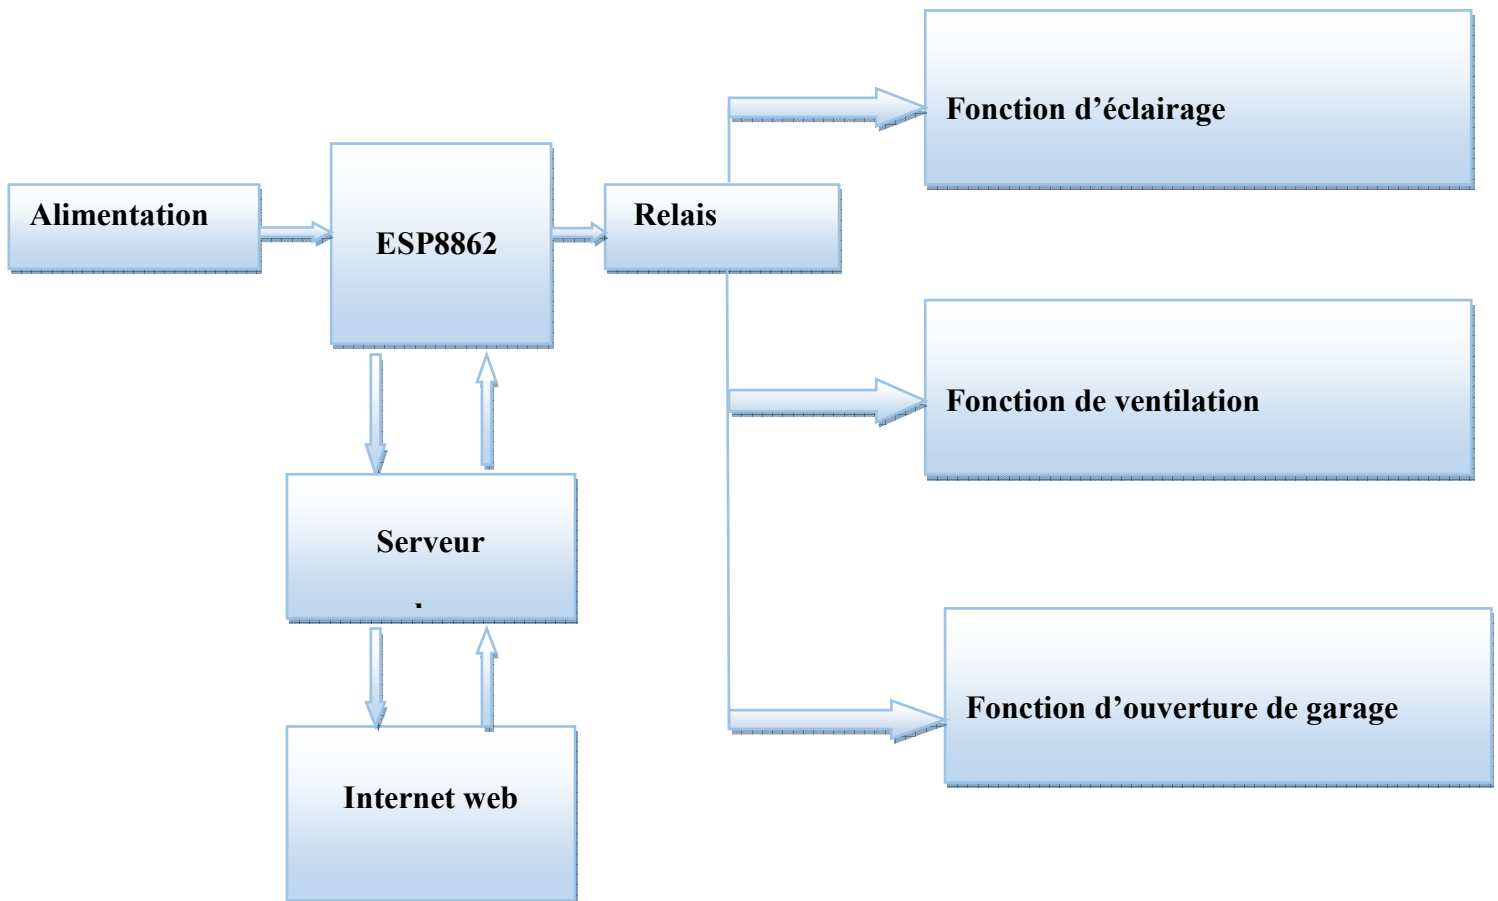 Fonction d’éclairage
Alimentation
ESP8862
Relais
Fonction de ventilation
Serveur
Fonction d’ouverture de garage
Internet web